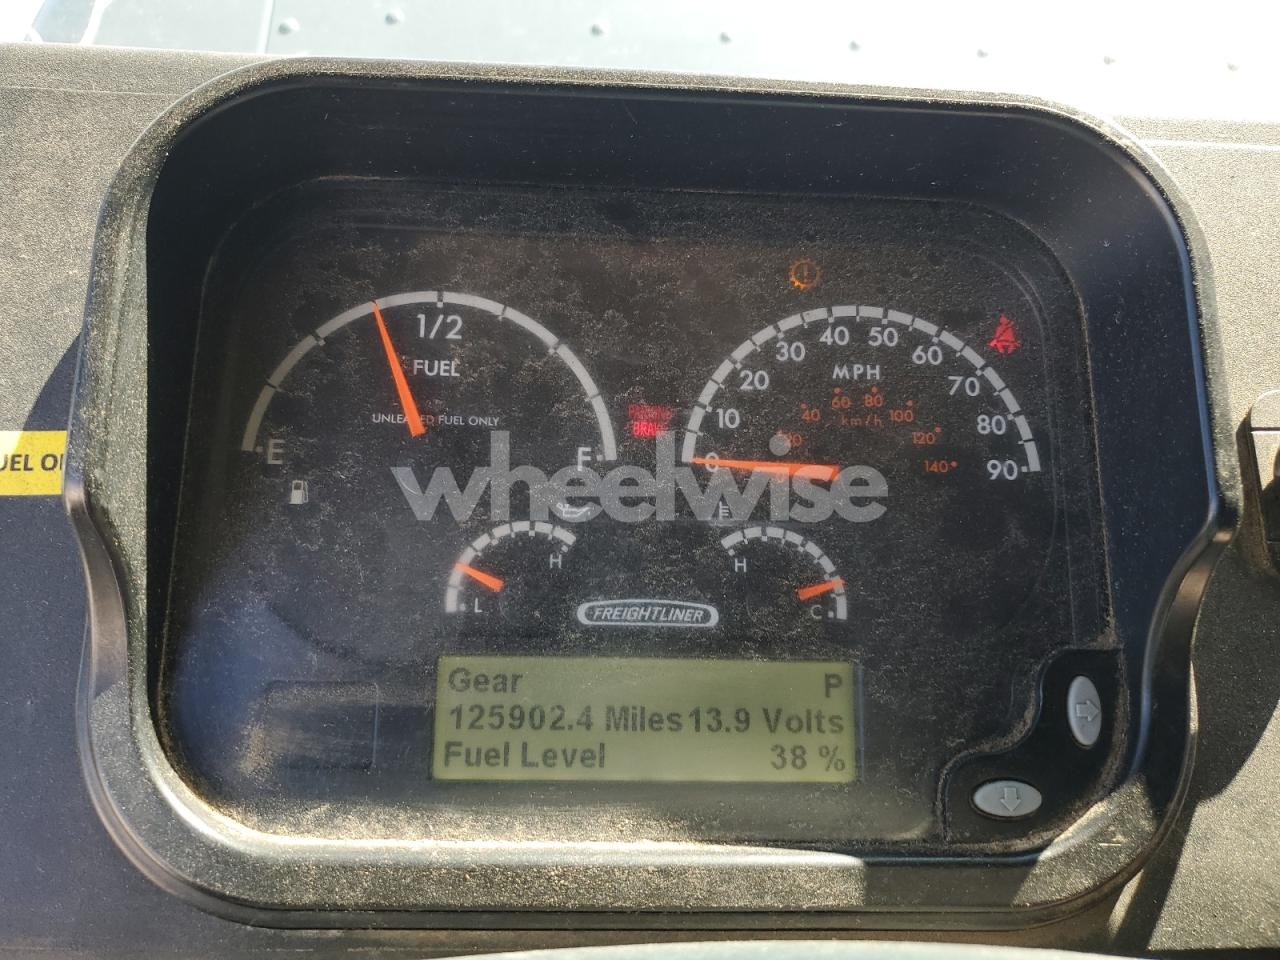 1/2
FUEL
UNLEADED FUEL ONLY
E
F
PARKING
BRAKE
0
10
20
30
40
50
60
70
80
90
MPH
20
40
60
80
100
120
140
km/h
wheelwise
L
H
H
C
FREIGHTLINER
Gear P
125902.4 Miles 13.9 Volts
Fuel Level 38 %
UEL O